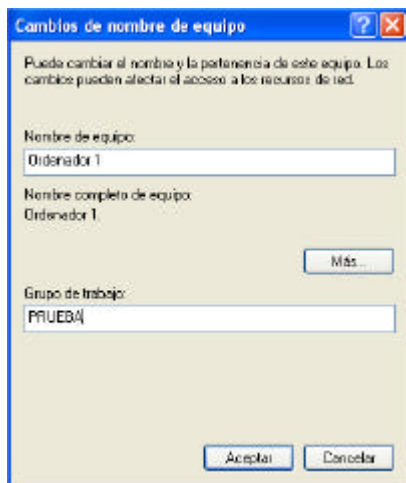 Cambios de nombre de equipo
Puede cambiar el nombre y la pertenencia de este equipo. Los
cambios pueden afectar el acceso a los recursos de red.
Nombre de equipo:
Ordenador 1
Nombre completo de equipo:
Ordenador 1.
Más...
Grupo de trabajo:
PRUEBA
Aceptar
Cancelar